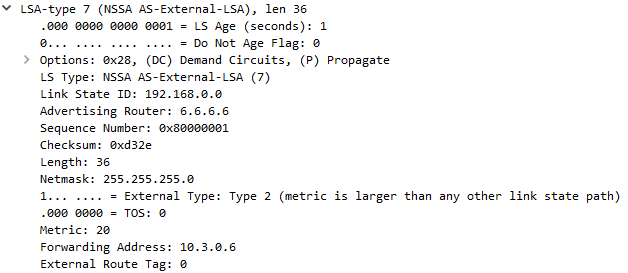 LSA-type 7 (NSSA AS-External-LSA), len 36
.000 0000 0000 0001 = LS Age (seconds): 1
0... .... .... .... = Do Not Age Flag: 0
Options: 0x28, (DC) Demand Circuits, (P) Propagate
LS Type: NSSA AS-External-LSA (7)
Link State ID: 192.168.0.0
Advertising Router: 6.6.6.6
Sequence Number: 0x80000001
Checksum: 0xd32e
Length: 36
Netmask: 255.255.255.0
1... .... = External Type: Type 2 (metric is larger than any other link state path)
.000 0000 = TOS: 0
Metric: 20
Forwarding Address: 10.3.0.6
External Route Tag: 0